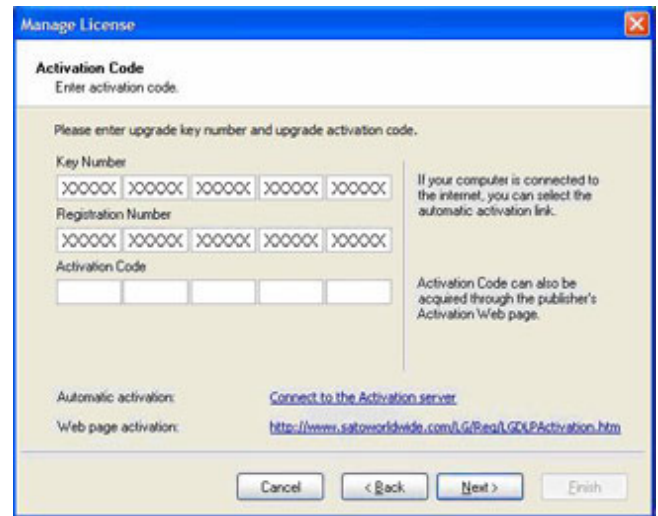 Manage License
Activation Code
Enter activation code.
Please enter upgrade key number and upgrade activation code.
Key Number
XXXXX XXXXX XXXXX XXXXX XXXXX
If your computer is connected to
the internet, you can select the
automatic activation link.
Registration Number
XXXXX XXXXX XXXXX XXXXX XXXXX
Activation Code
Activation Code can also be
acquired through the publisher's
Activation Web page.
Automatic activation: Connect to the Activation server
Web page activation: http://www.satoworldwide.com/LG/Reg/LGDLPActivation.htm
Cancel < Back Next > Finish